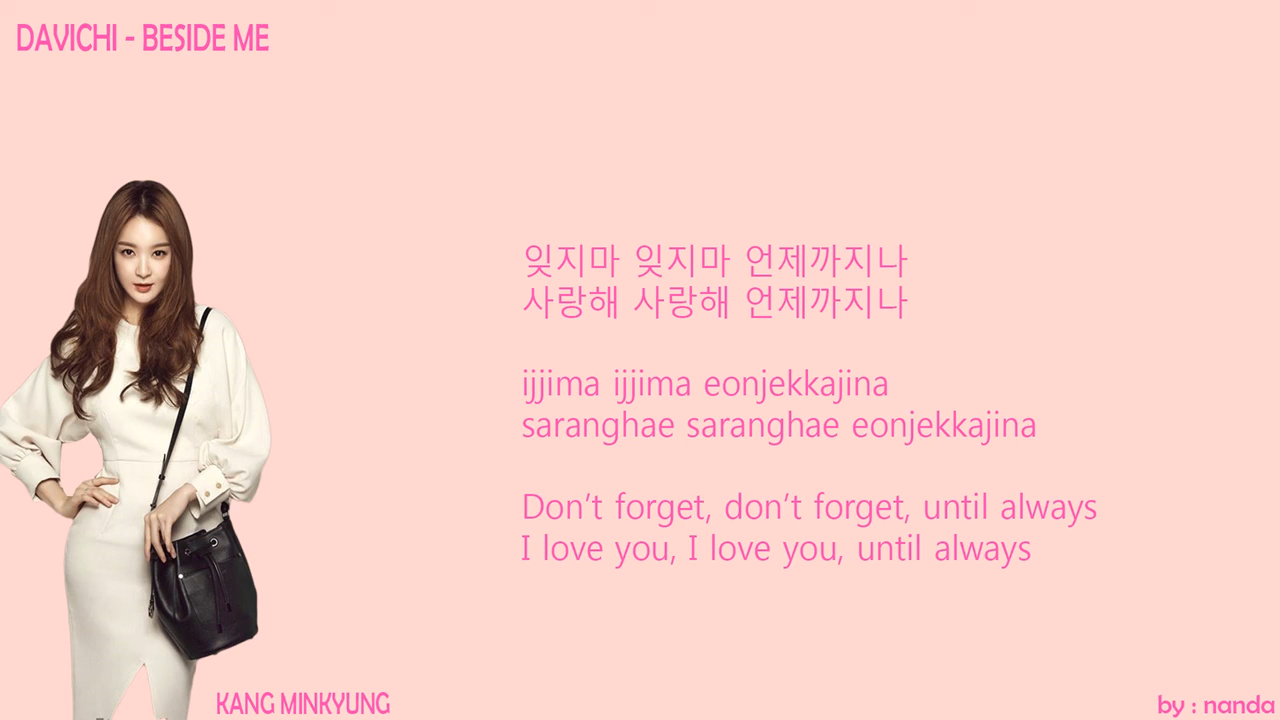 DAVICHI - BESIDE ME
잊지마 잊지마 언제까지나
사랑해 사랑해 언제까지나
ijjima ijjima eonjekkajina
saranghae saranghae eonjekkajina
Don’t forget, don’t forget, until always
I love you, I love you, until always
KANG MINKYUNG
by : nanda